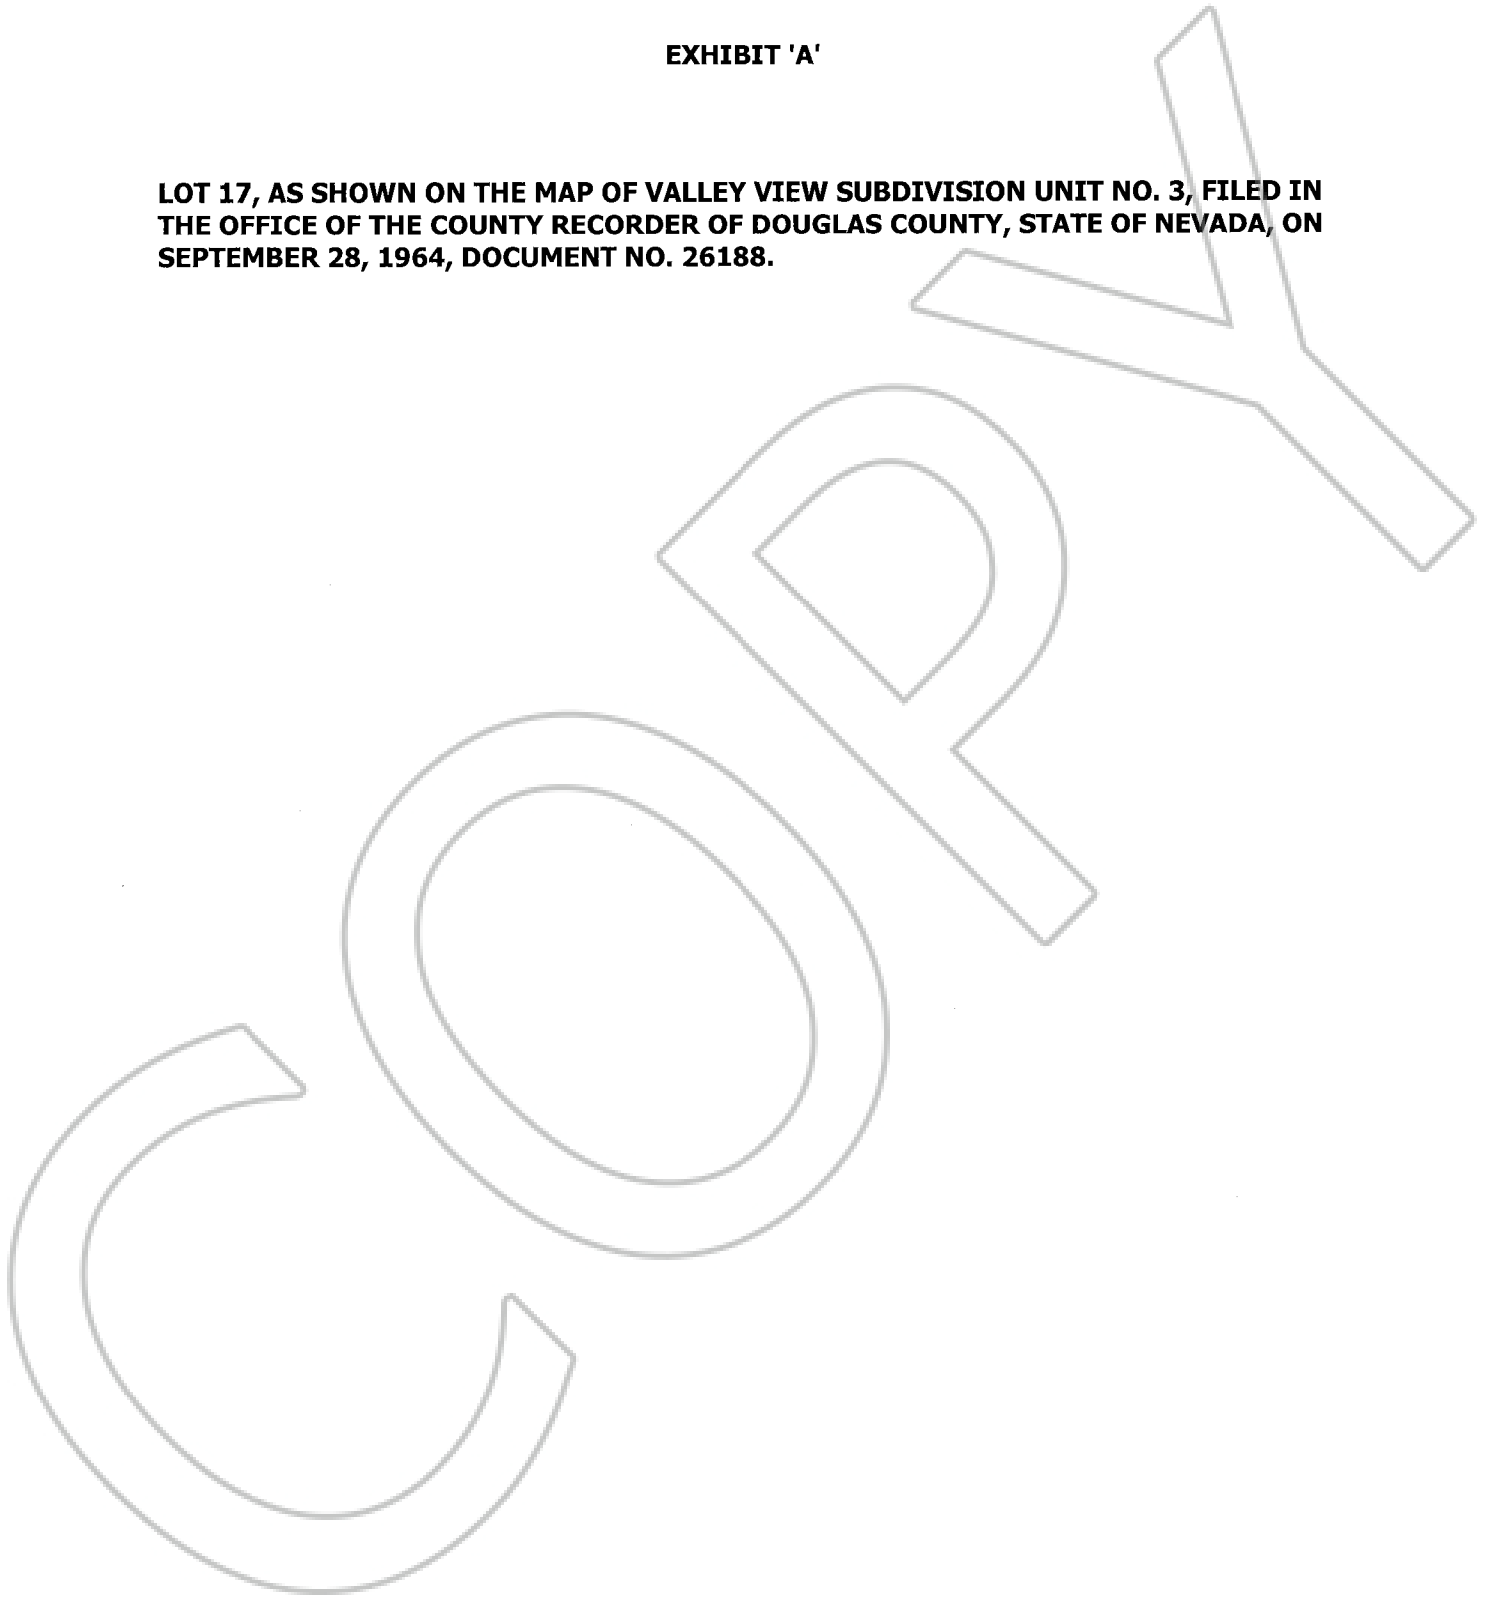 EXHIBIT 'A'
LOT 17, AS SHOWN ON THE MAP OF VALLEY VIEW SUBDIVISION UNIT NO. 3, FILED IN
THE OFFICE OF THE COUNTY RECORDER OF DOUGLAS COUNTY, STATE OF NEVADA, ON
SEPTEMBER 28, 1964, DOCUMENT NO. 26188.
COPY